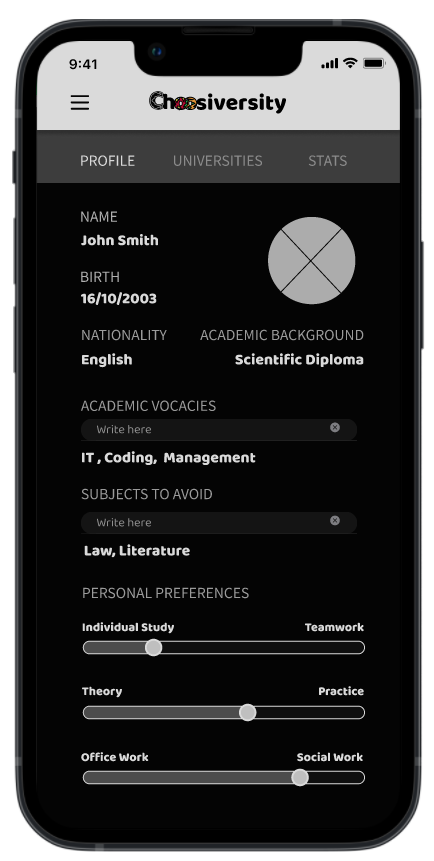 9:41
Choosiversity
PROFILE UNIVERSITIES STATS
NAME
John Smith
BIRTH
16/10/2003
NATIONALITY ACADEMIC BACKGROUND
English Scientific Diploma
ACADEMIC VOCACIES
Write here
IT , Coding, Management
SUBJECTS TO AVOID
Write here
Law, Literature
PERSONAL PREFERENCES
Individual Study Teamwork
Theory Practice
Office Work Social Work